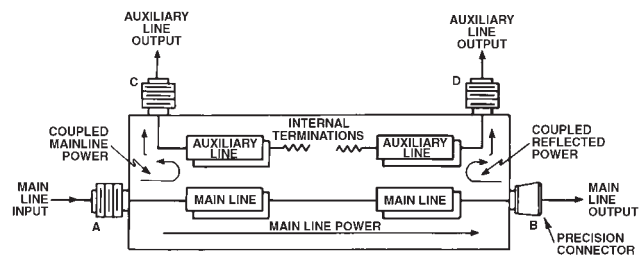 AUXILIARY
LINE
OUTPUT
AUXILIARY
LINE
OUTPUT
C
D
COUPLED
MAINLINE
POWER
INTERNAL
TERMINATIONS
AUXILIARY
LINE
AUXILIARY
LINE
COUPLED
REFLECTED
POWER
MAIN
LINE
INPUT
A
MAIN LINE
MAIN LINE
MAIN LINE POWER
B
MAIN
LINE
OUTPUT
PRECISION
CONNECTOR